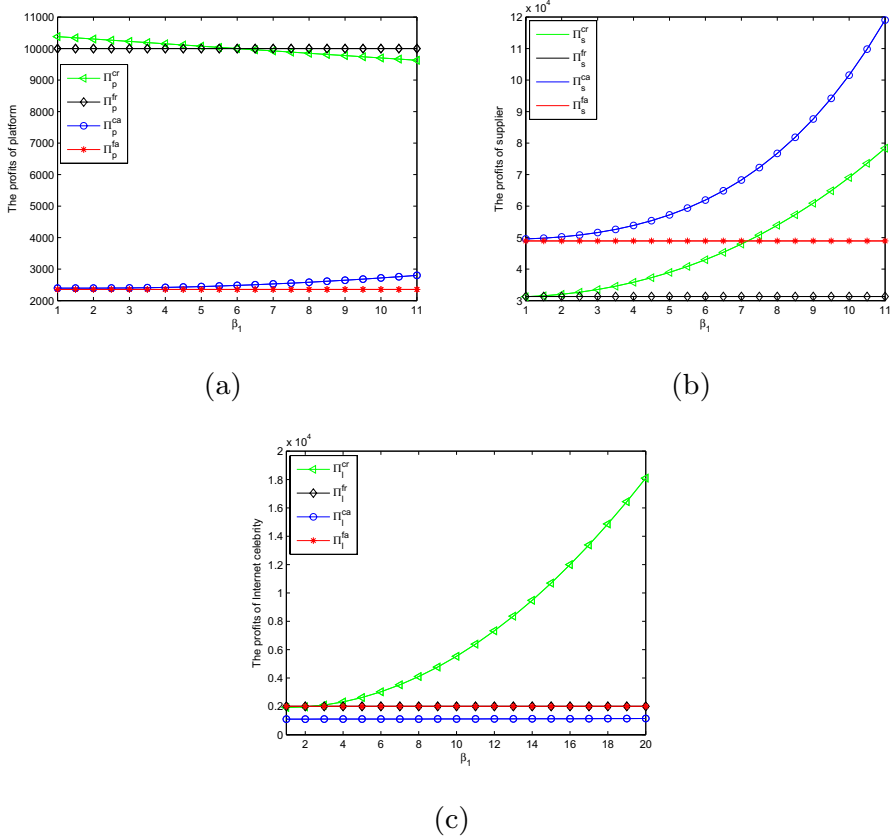 The profits of platform
11000
10000
9000
8000
7000
6000
5000
4000
3000
2000
Π_p^{cr}
Π_p^{fr}
Π_p^{ca}
Π_p^{fa}
1 2 3 4 5 6 7 8 9 10 11
β_1
(a)
The profits of supplier
x 10^4
12
11
10
9
8
7
6
5
4
3
Π_s^{cr}
Π_s^{fr}
Π_s^{ca}
Π_s^{fa}
1 2 3 4 5 6 7 8 9 10 11
β_1
(b)
The profits of Internet celebrity
x 10^4
2
1.8
1.6
1.4
1.2
1
0.8
0.6
0.4
0.2
0
Π_l^{cr}
Π_l^{fr}
Π_l^{ca}
Π_l^{fa}
2 4 6 8 10 12 14 16 18 20
β_1
(c)